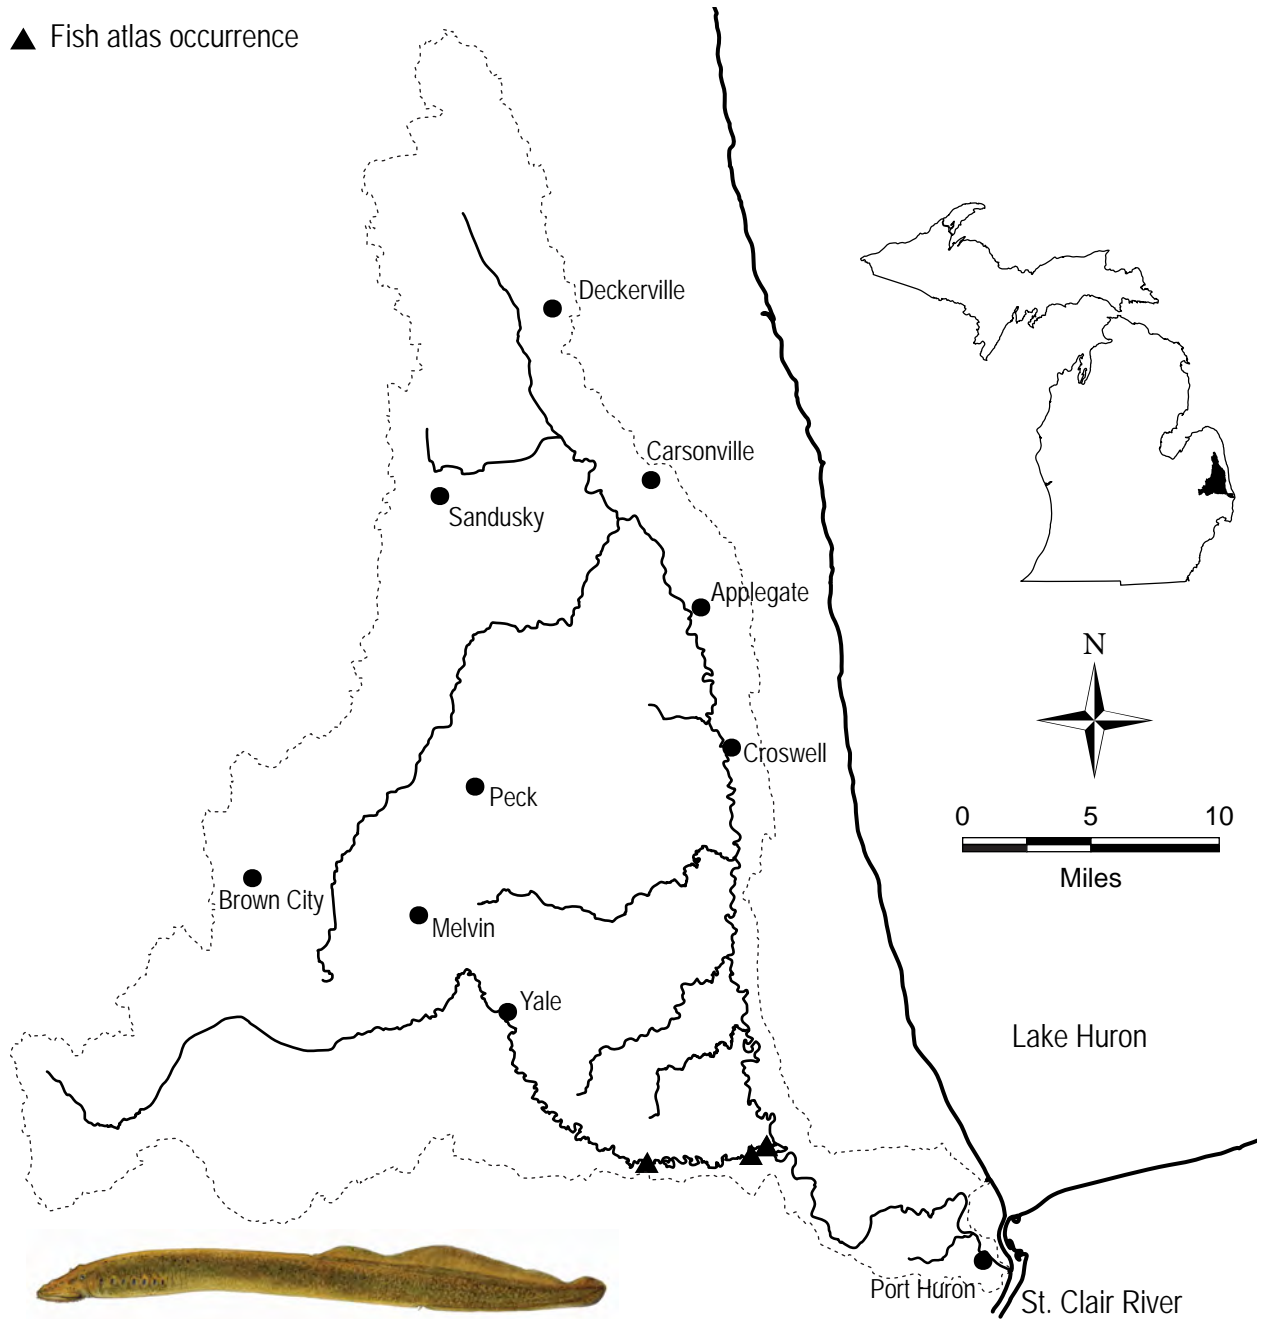 Fish atlas occurrence
Deckerville
Carsonville
Sandusky
Applegate
N
Croswell
Peck
0 5 10
Miles
Brown City
Melvin
Yale
Lake Huron
Port Huron
St. Clair River